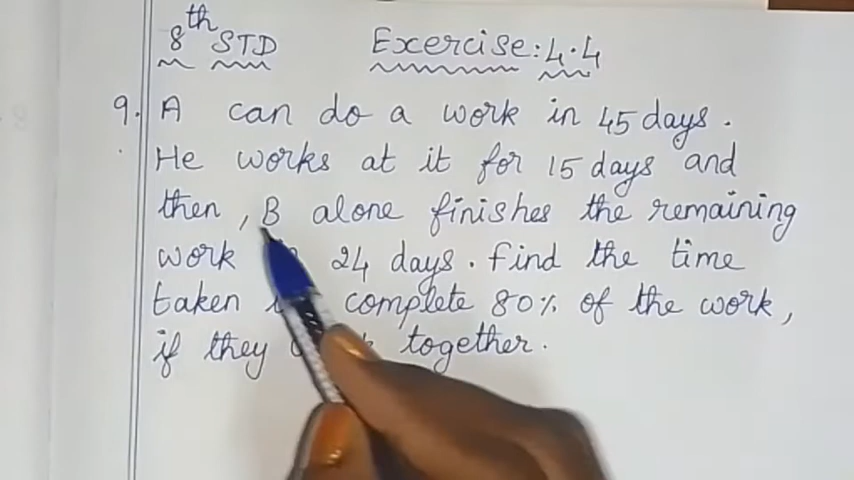 8th STD Excercise: 4.4
9. A can do a work in 45 days.
He works at it for 15 days and
then, B alone finishes the remaining
work 24 days. Find the time
taken complete 80% of the work,
if they together.